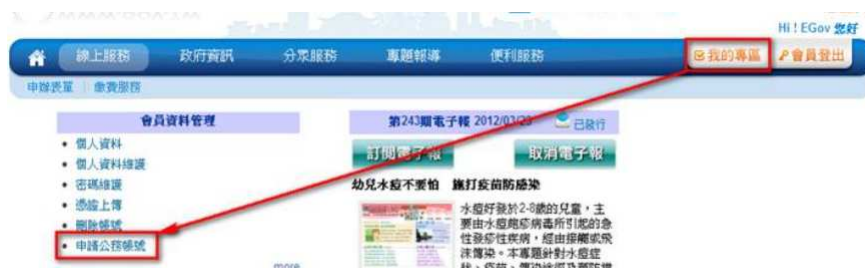 Hi ! EGov 您好
線上服務 政府資訊 分眾服務 專題報導 便利服務 我的專區 會員登出
申辦表單 | 繳費服務
會員資料管理
• 個人資料
• 個人資料維護
• 密碼維護
• 憑證上傳
• 刪除帳號
• 申請公務帳號
more
第243期電子報 2012/03/23 已發行
訂閱電子報 取消電子報
幼兒水痘不要怕 施打疫苗防感染
水痘好發於2-8歲的兒童，主
要由水痘皰疹病毒所引起的急
性發疹性疾病，經由接觸或飛
沫傳染。本專題針對水痘症